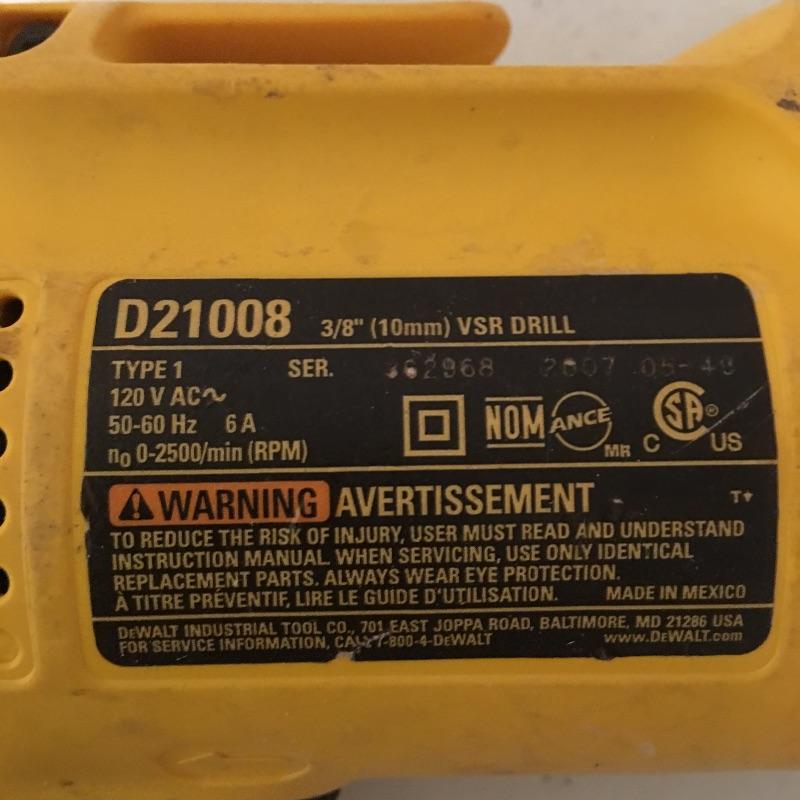 D21008 3/8" (10mm) VSR DRILL
TYPE 1 SER. 2007 05-49
120 V AC~
50-60 Hz 6 A
n₀ 0-2500/min (RPM)
NOM ANCE MR C SA® US
⚠WARNING AVERTISSEMENT
TO REDUCE THE RISK OF INJURY, USER MUST READ AND UNDERSTAND
INSTRUCTION MANUAL. WHEN SERVICING, USE ONLY IDENTICAL
REPLACEMENT PARTS. ALWAYS WEAR EYE PROTECTION.
À TITRE PRÉVENTIF, LIRE LE GUIDE D'UTILISATION. MADE IN MEXICO
DEWALT INDUSTRIAL TOOL CO., 701 EAST JOPPA ROAD, BALTIMORE, MD 21286 USA
FOR SERVICE INFORMATION, CALL 1-800-4-DEWALT www.DEWALT.com